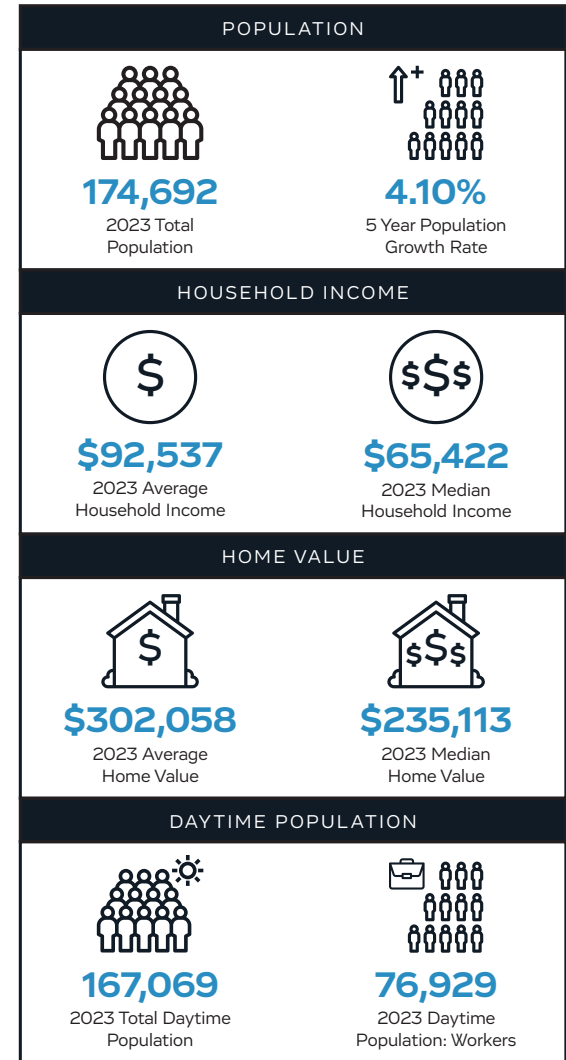 POPULATION
174,692
2023 Total
Population
4.10%
5 Year Population
Growth Rate
HOUSEHOLD INCOME
$
$92,537
2023 Average
Household Income
$$$
$65,422
2023 Median
Household Income
HOME VALUE
$
$302,058
2023 Average
Home Value
$$$
$235,113
2023 Median
Home Value
DAYTIME POPULATION
167,069
2023 Total Daytime
Population
76,929
2023 Daytime
Population: Workers